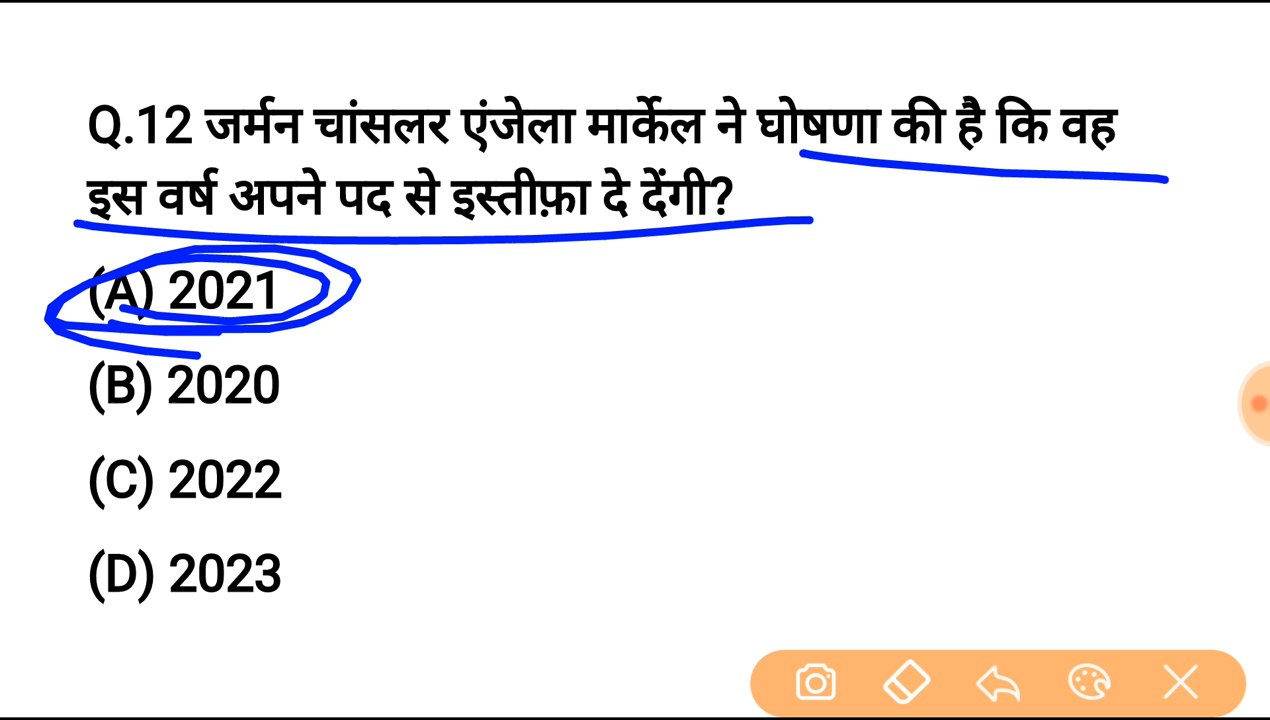 Q.12 जर्मन चांसलर एंजेला मार्केल ने घोषणा की है कि वह
इस वर्ष अपने पद से इस्तीफ़ा दे देंगी?
(A) 2021
(B) 2020
(C) 2022
(D) 2023